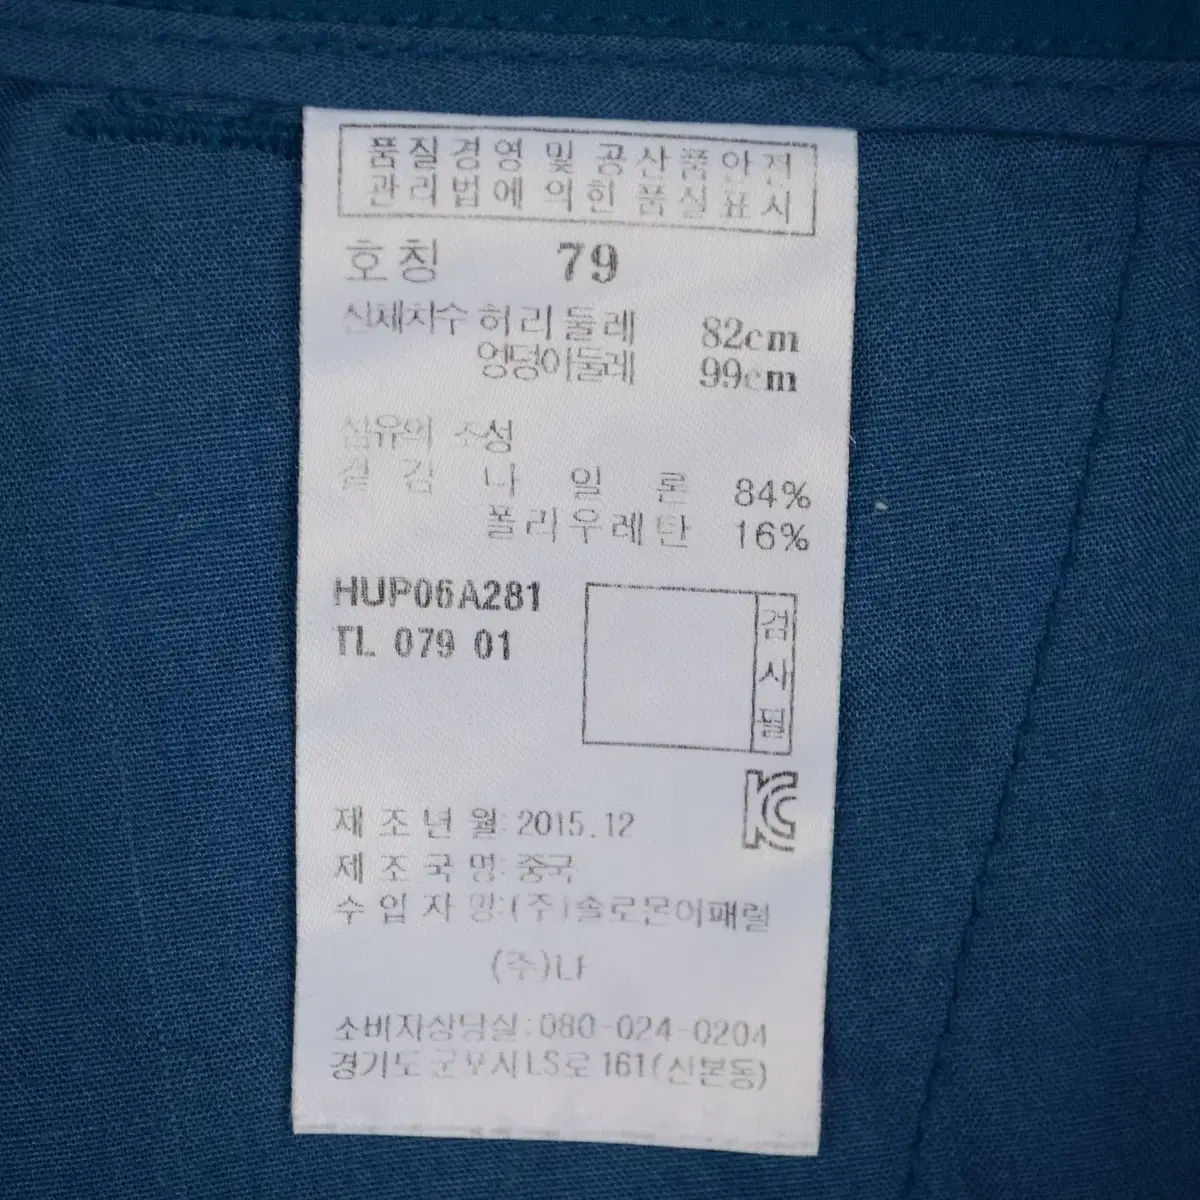 품질경영 및 공산품안전
관리법에 의한 품질표시
호칭 79
신체치수 허리둘레 82cm
엉덩이둘레 99cm
섬유의 조성
겉감 나일론 84%
폴리우레탄 16%
HUP06A281
TL 079 01
검사필
KC
제조년월: 2015.12
제조국명: 중국
수입자명: (주)솔로몬어패럴
(주)LF
소비자상담실: 080-024-0204
경기도 군포시 LS로 161(산본동)